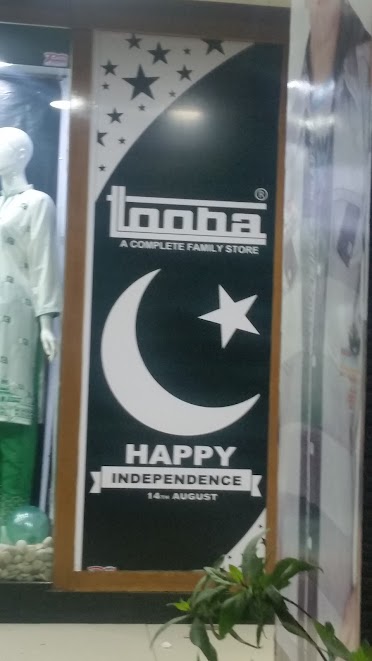 tooba ®
A COMPLETE FAMILY STORE
HAPPY
INDEPENDENCE
14TH AUGUST